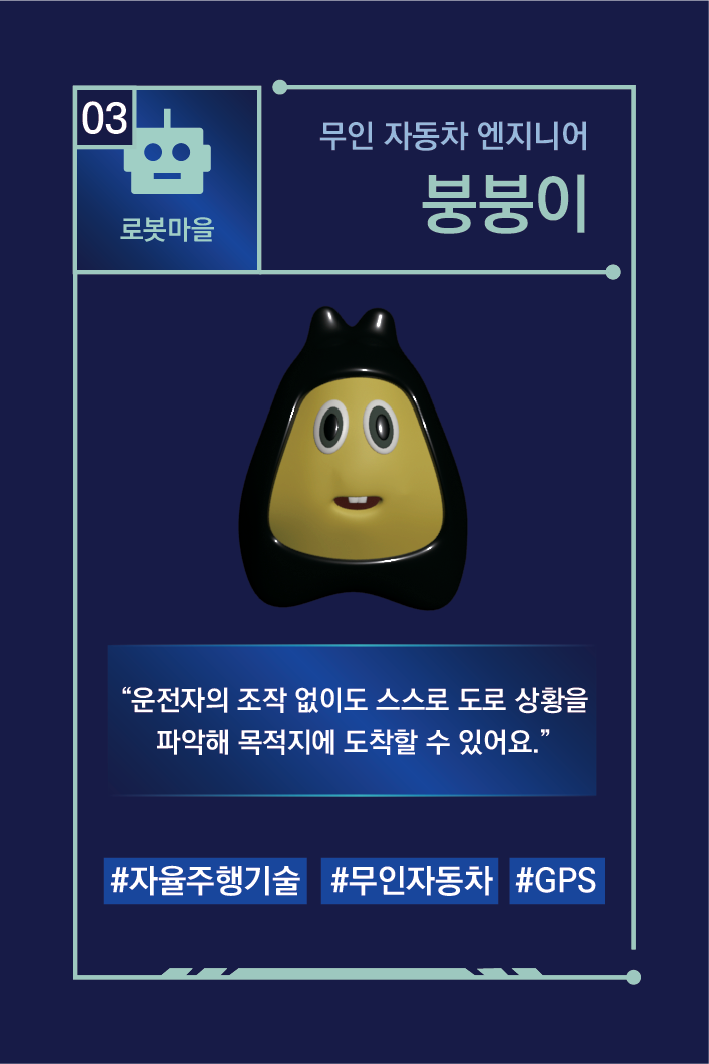 03
로봇마을
무인 자동차 엔지니어
붕붕이
“운전자의 조작 없이도 스스로 도로 상황을
파악해 목적지에 도착할 수 있어요.”
#자율주행기술 #무인자동차 #GPS